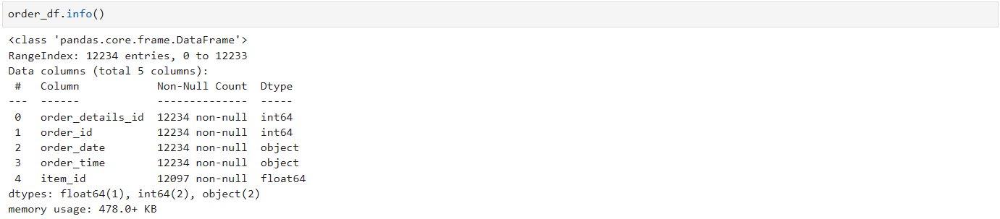 order_df.info()
<class 'pandas.core.frame.DataFrame'>
RangeIndex: 12234 entries, 0 to 12233
Data columns (total 5 columns):
 #   Column            Non-Null Count  Dtype
---  ------            --------------  -----
 0   order_details_id  12234 non-null  int64
 1   order_id          12234 non-null  int64
 2   order_date        12234 non-null  object
 3   order_time        12234 non-null  object
 4   item_id           12097 non-null  float64
dtypes: float64(1), int64(2), object(2)
memory usage: 478.0+ KB